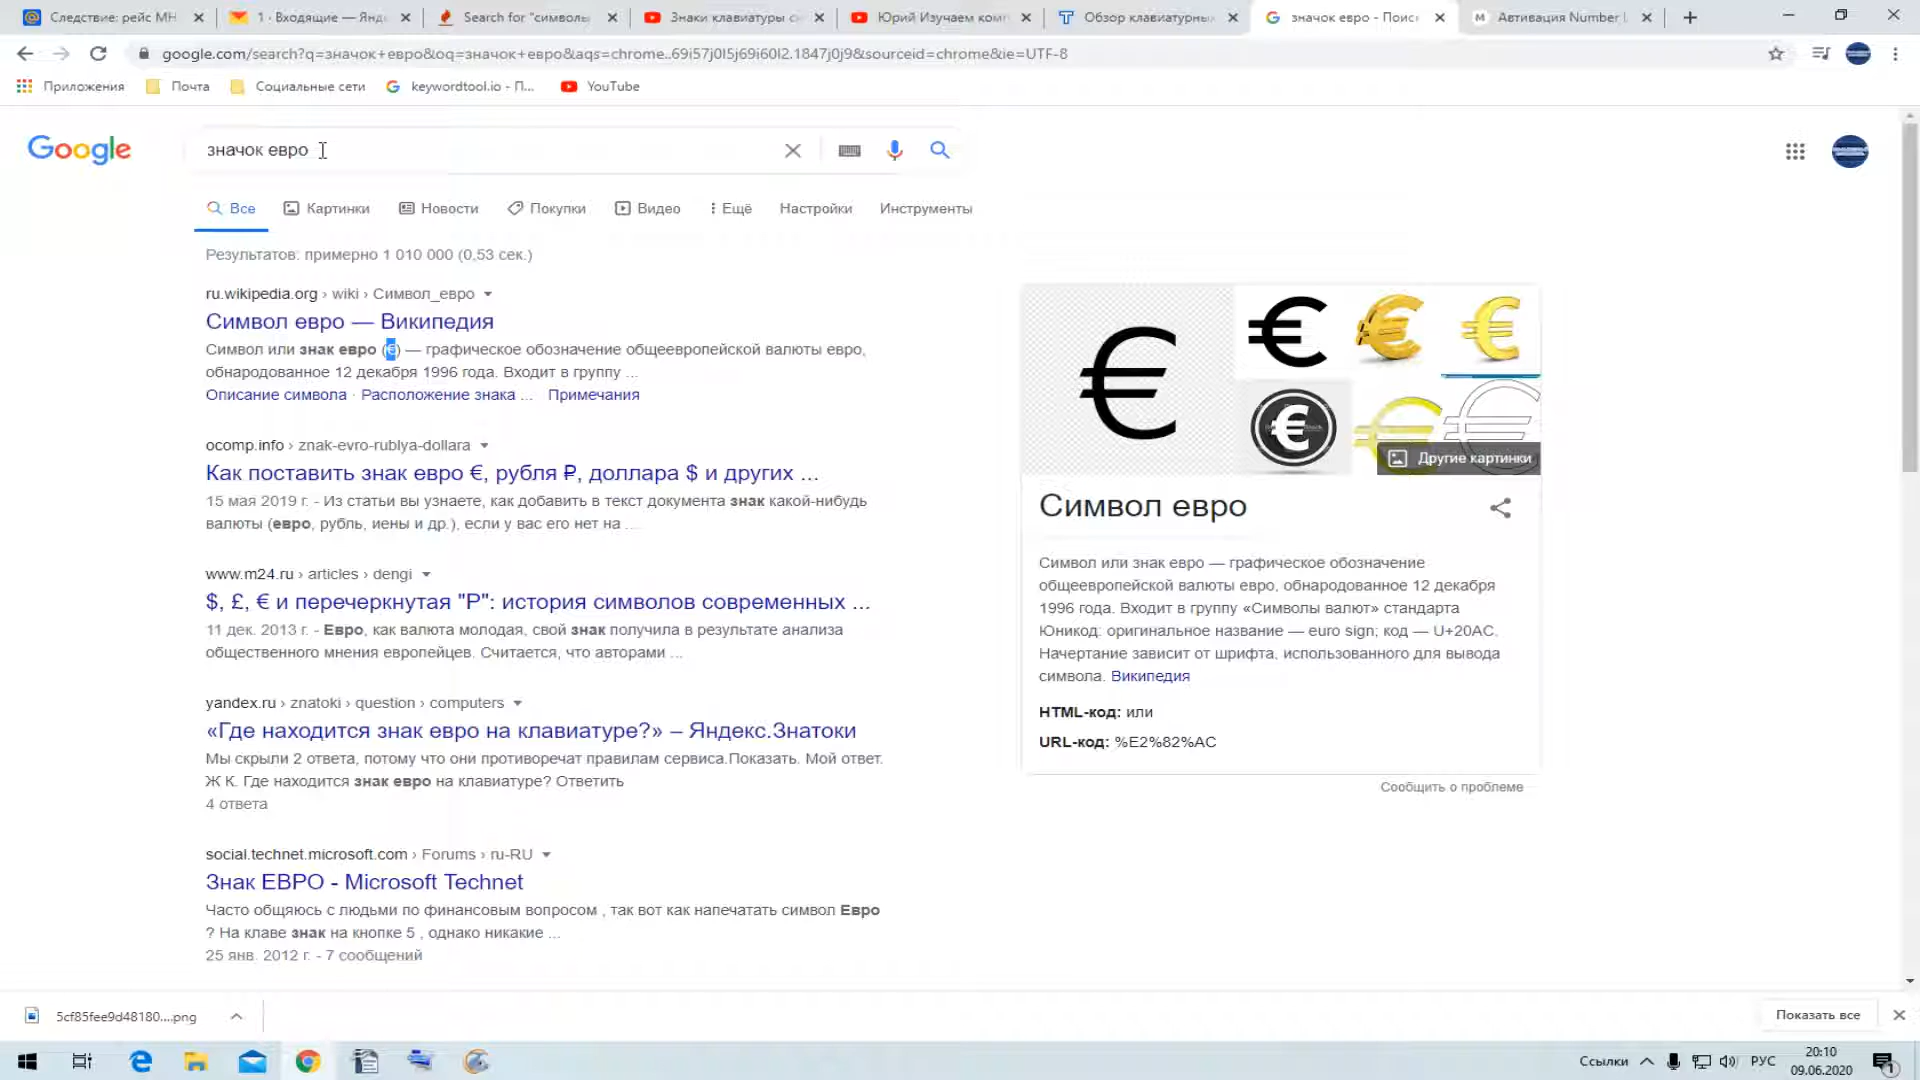 Следствие: рейс MH
1 · Входящие — Янд
Search for "символы
Знаки клавиатуры с
Юрий Изучаем комп
Обзор клавиатурны
значок евро - Поиск
Автивация Number L
google.com/search?q=значок+евро&oq=значок+евро&aqs=chrome..69i57j0l5j69i60l2.1847j0j9&sourceid=chrome&ie=UTF-8
Приложения
Почта
Социальные сети
keywordtool.io - П...
YouTube
Google
значок евро
Все
Картинки
Новости
Покупки
Видео
Ещё
Настройки
Инструменты
Результатов: примерно 1 010 000 (0,53 сек.)
ru.wikipedia.org › wiki › Символ_евро
Символ евро — Википедия
Символ или знак евро (€) — графическое обозначение общеевропейской валюты евро,
обнародованное 12 декабря 1996 года. Входит в группу ...
Описание символа · Расположение знака ... Примечания
ocomp.info › znak-evro-rublya-dollara
Как поставить знак евро €, рубля ₽, доллара $ и других ...
15 мая 2019 г. - Из статьи вы узнаете, как добавить в текст документа знак какой-нибудь
валюты (евро, рубль, иены и др.), если у вас его нет на ...
www.m24.ru › articles › dengi
$, £, € и перечеркнутая "Р": история символов современных ...
11 дек. 2013 г. - Евро, как валюта молодая, свой знак получила в результате анализа
общественного мнения европейцев. Считается, что авторами ...
yandex.ru › znatoki › question › computers
«Где находится знак евро на клавиатуре?» – Яндекс.Знатоки
Мы скрыли 2 ответа, потому что они противоречат правилам сервиса.Показать. Мой ответ.
Ж К. Где находится знак евро на клавиатуре? Ответить
4 ответа
social.technet.microsoft.com › Forums › ru-RU
Знак ЕВРО - Microsoft Technet
Часто общаюсь с людьми по финансовым вопросом , так вот как напечатать символ Евро
? На клаве знак на кнопке 5 , однако никакие ...
25 янв. 2012 г. - 7 сообщений
Другие картинки
Символ евро
Символ или знак евро — графическое обозначение
общеевропейской валюты евро, обнародованное 12 декабря
1996 года. Входит в группу «Символы валют» стандарта
Юникод: оригинальное название — euro sign; код — U+20AC.
Начертание зависит от шрифта, использованного для вывода
символа. Википедия
HTML-код: или
URL-код: %E2%82%AC
Сообщить о проблеме
5cf85fee9d48180....png
Показать все
Ссылки
РУС
20:10
09.06.2020
1